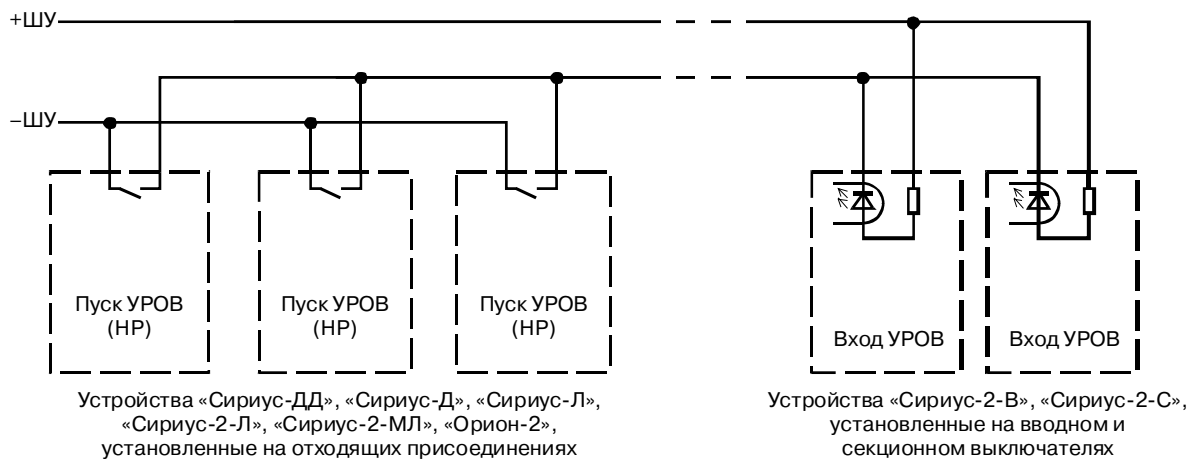 +ШУ
−ШУ
Пуск УРОВ
(НР)
Пуск УРОВ
(НР)
Пуск УРОВ
(НР)
Вход УРОВ
Вход УРОВ
Устройства «Сириус-ДД», «Сириус-Д», «Сириус-Л»,
«Сириус-2-Л», «Сириус-2-МЛ», «Орион-2»,
установленные на отходящих присоединениях
Устройства «Сириус-2-В», «Сириус-2-С»,
установленные на вводном и
секционном выключателях